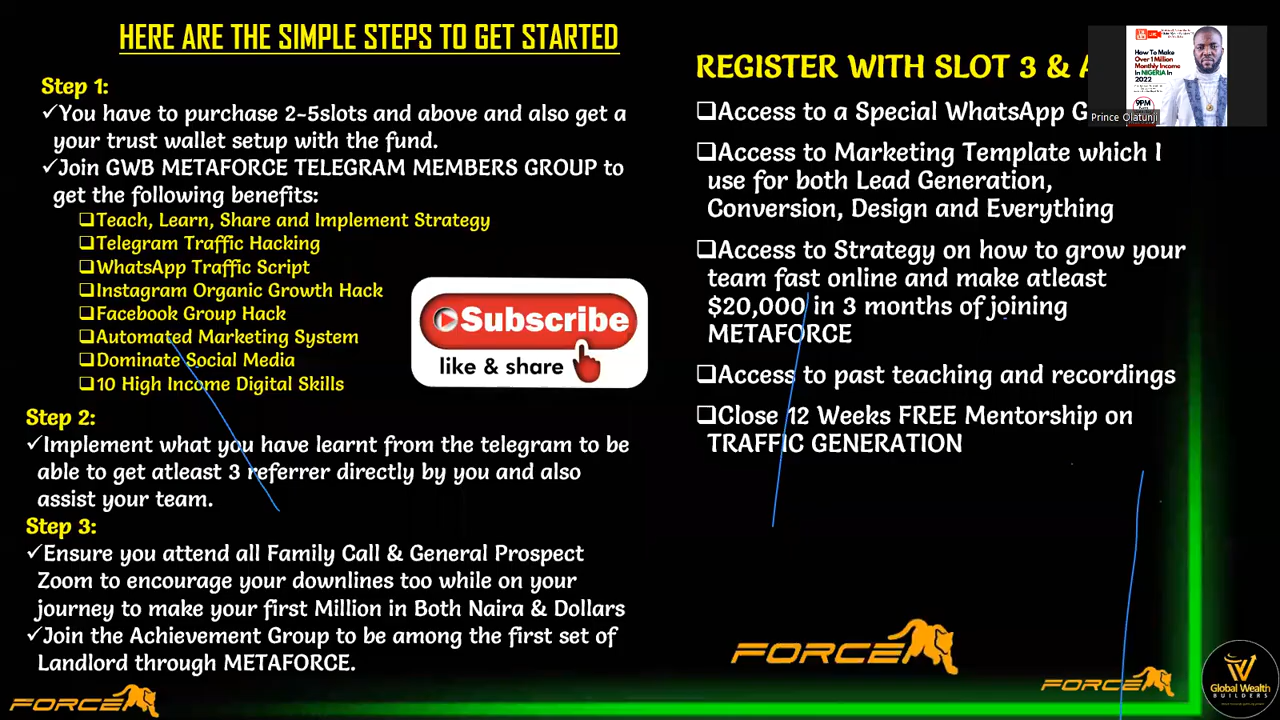 HERE ARE THE SIMPLE STEPS TO GET STARTED
Step 1:
You have to purchase 2-5slots and above and also get a
your trust wallet setup with the fund.
Join GWB METAFORCE TELEGRAM MEMBERS GROUP to
get the following benefits:
Teach, Learn, Share and Implement Strategy
Telegram Traffic Hacking
WhatsApp Traffic Script
Instagram Organic Growth Hack
Facebook Group Hack
Automated Marketing System
Dominate Social Media
10 High Income Digital Skills
Subscribe
like & share
Step 2:
Implement what you have learnt from the telegram to be
able to get atleast 3 referrer directly by you and also
assist your team.
Step 3:
Ensure you attend all Family Call & General Prospect
Zoom to encourage your downlines too while on your
journey to make your first Million in Both Naira & Dollars
Join the Achievement Group to be among the first set of
Landlord through METAFORCE.
FORCE
REGISTER WITH SLOT 3 & A
Access to a Special WhatsApp G
Access to Marketing Template which I
use for both Lead Generation,
Conversion, Design and Everything
Access to Strategy on how to grow your
team fast online and make atleast
$20,000 in 3 months of joining
METAFORCE
Access to past teaching and recordings
Close 12 Weeks FREE Mentorship on
TRAFFIC GENERATION
How To Make
Over 1 Million
Monthly Income
In NIGERIA In
2022
9PM
Prince Olatunji
FORCE
FORCE
Global Wealth
BUILDERS